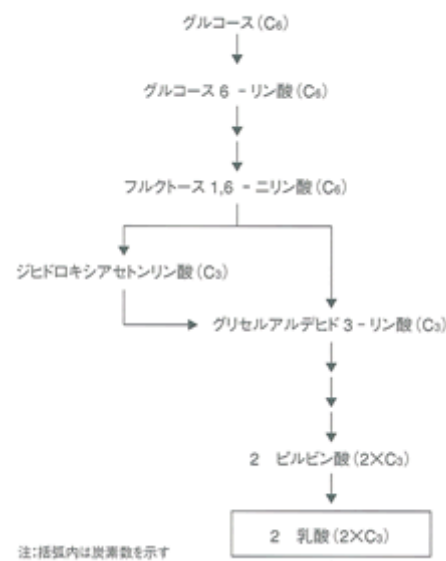 グルコース(C₆)
グルコース 6 - リン酸(C₆)
フルクトース 1,6 - ニリン酸(C₆)
ジヒドロキシアセトンリン酸(C₃)
グリセルアルデヒド 3 - リン酸(C₃)
2 ピルビン酸(2×C₃)
2 乳酸(2×C₃)
注:括弧内は炭素数を示す